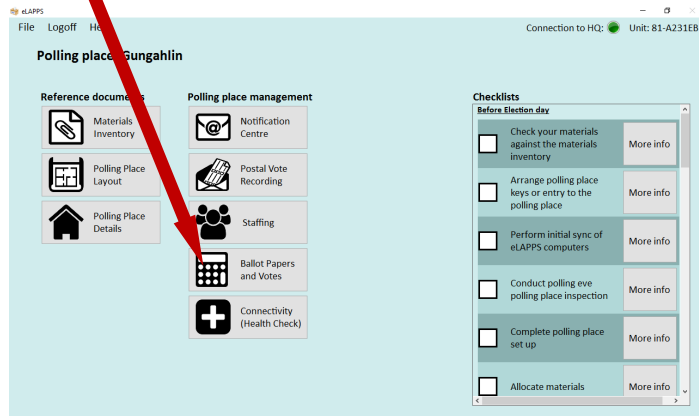 eLAPPS
File Logoff
Connection to HQ: Unit: 81-A231EB
Polling place Gungahlin
Reference documents
Materials
Inventory
Polling Place
Layout
Polling Place
Details
Polling place management
Notification
Centre
Postal Vote
Recording
Staffing
Ballot Papers
and Votes
Connectivity
(Health Check)
Checklists
Before Election day
Check your materials
against the materials
inventory
More info
Arrange polling place
keys or entry to the
polling place
More info
Perform initial sync of
eLAPPS computers
More info
Conduct polling eve
polling place inspection
More info
Complete polling place
set up
More info
Allocate materials
More info